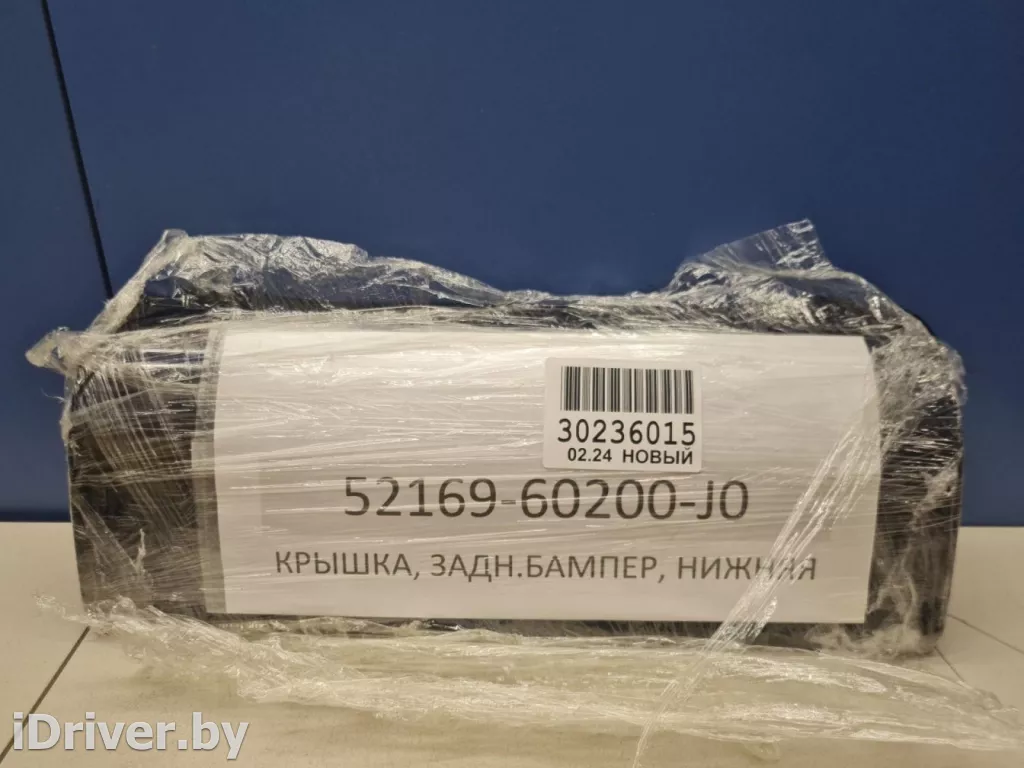 30236015
02.24 НОВЫЙ
52169-60200-J0
КРЫШКА, ЗАДН.БАМПЕР, НИЖНЯЯ
iDriver.by